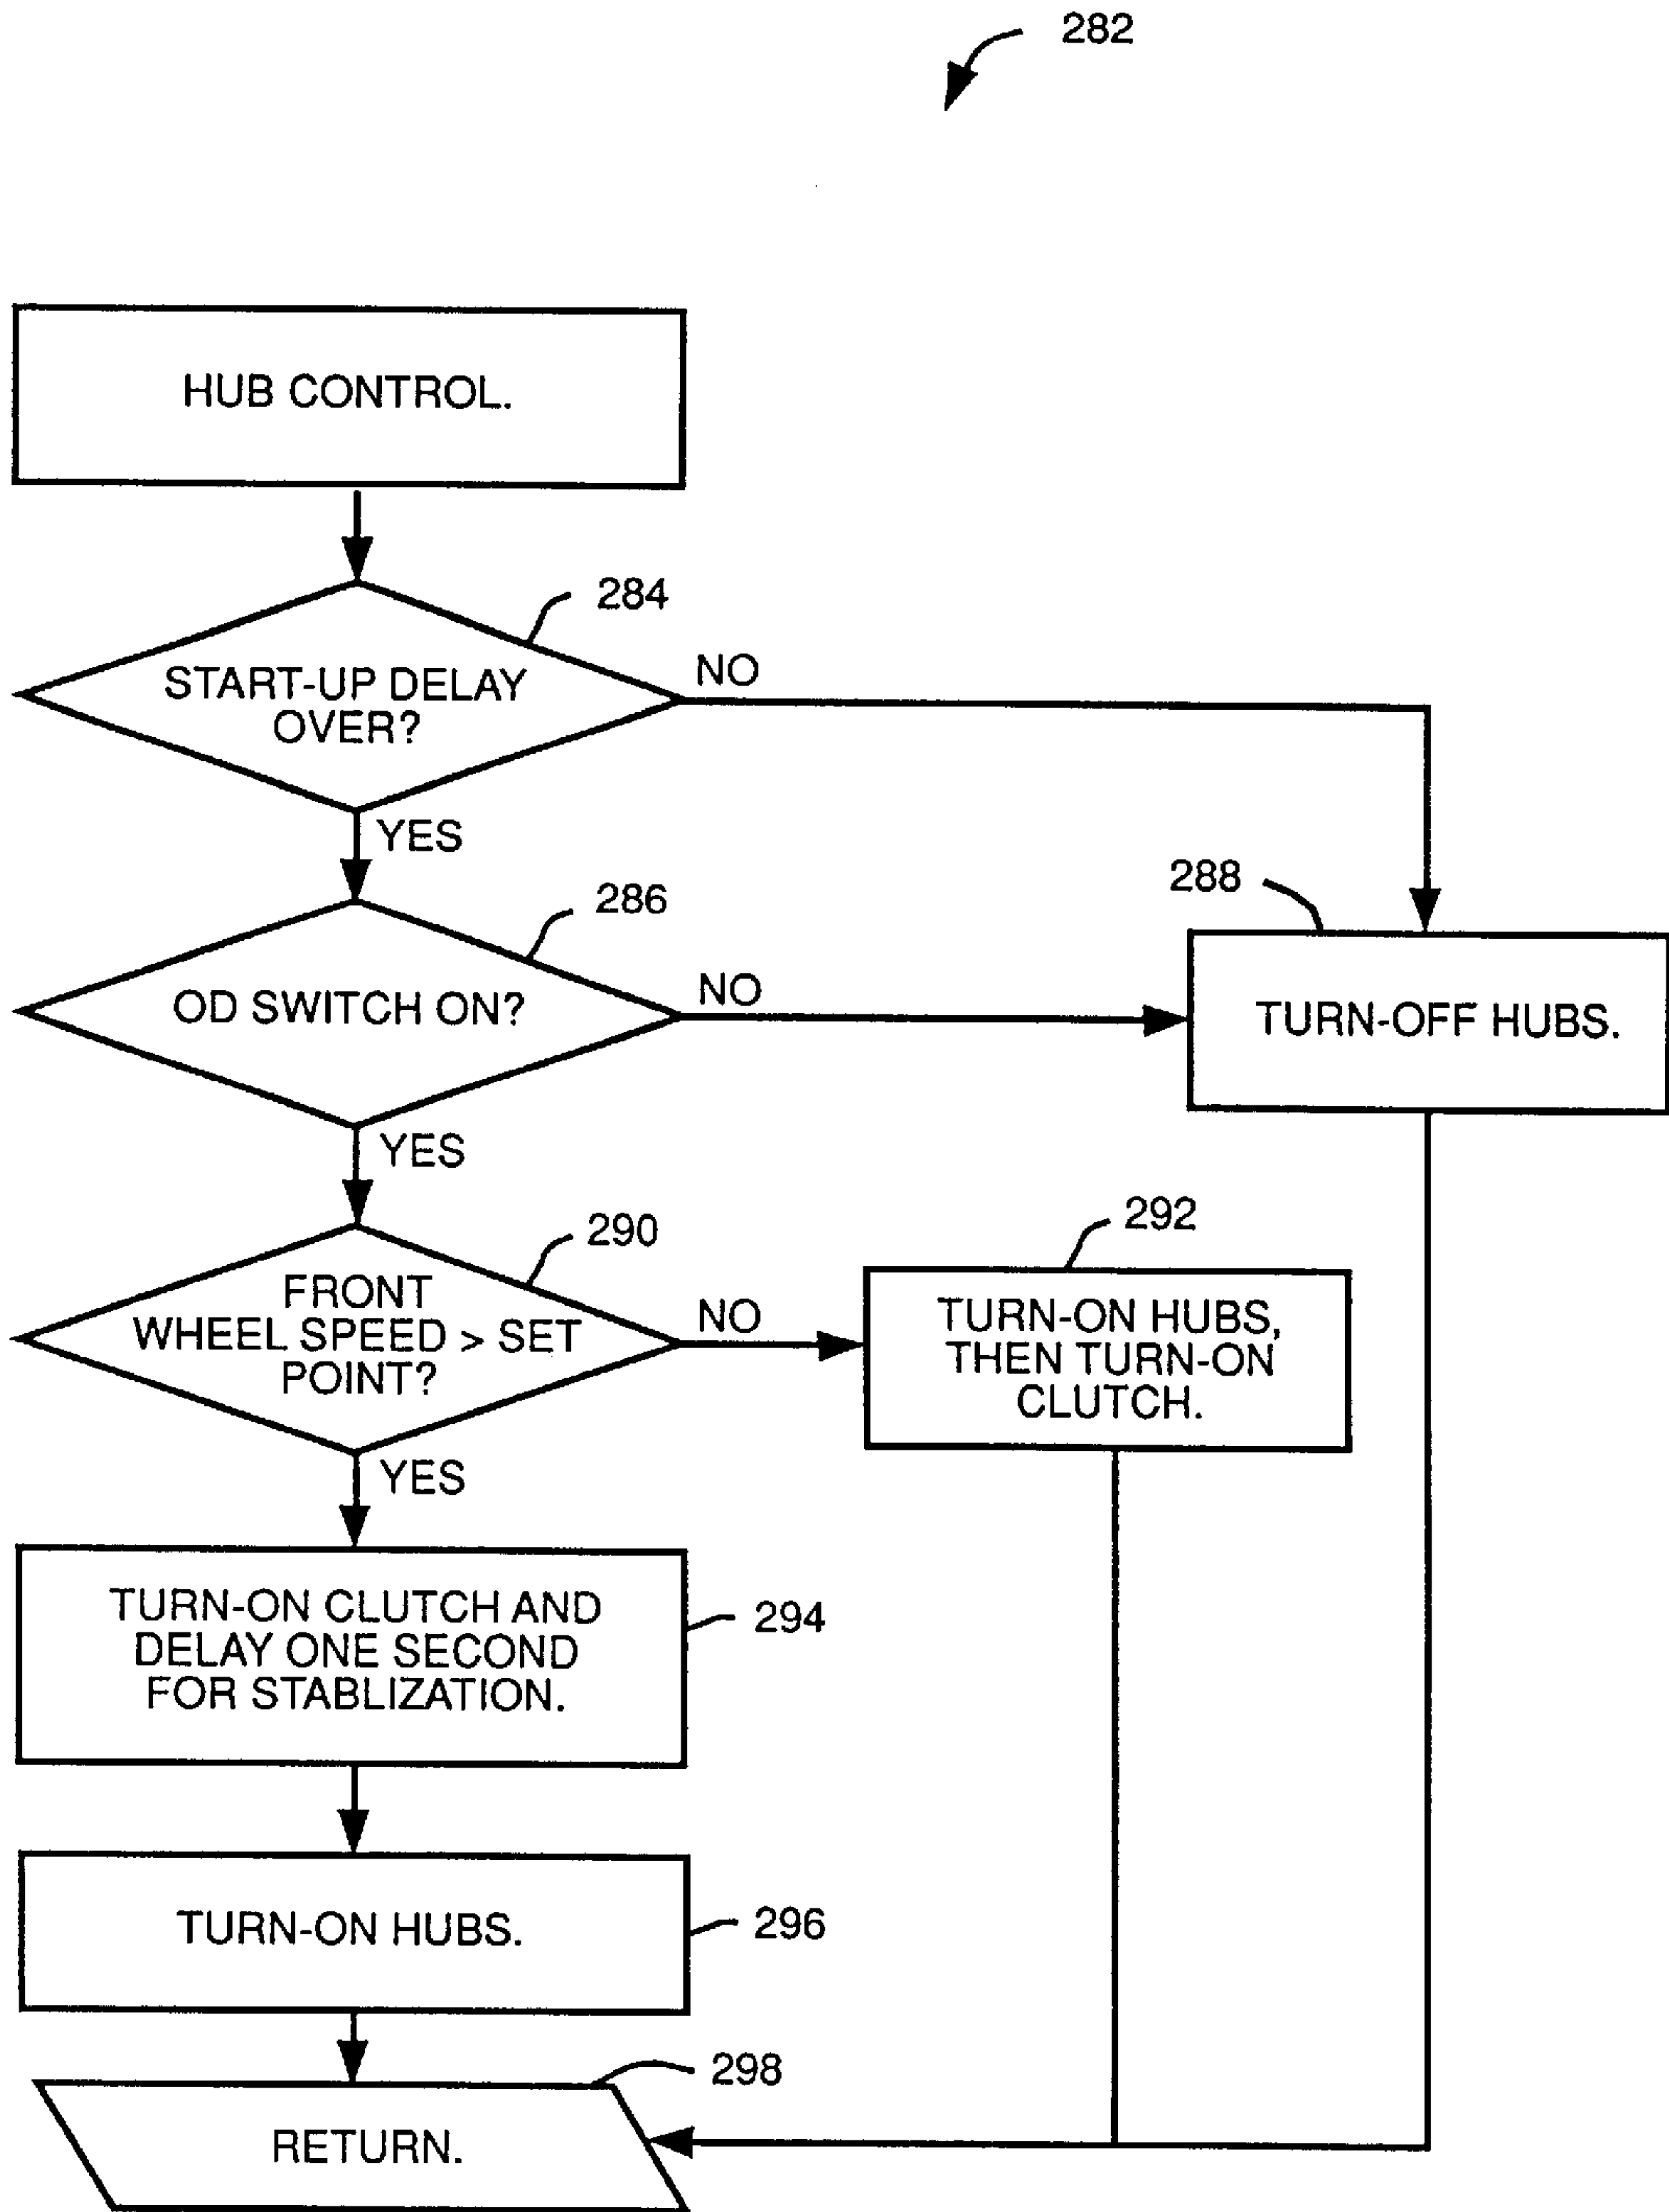 282
HUB CONTROL.
284
START-UP DELAY
OVER?
NO
YES
286
OD SWITCH ON?
NO
288
TURN-OFF HUBS.
YES
290
FRONT
WHEEL SPEED > SET
POINT?
NO
292
TURN-ON HUBS,
THEN TURN-ON
CLUTCH.
YES
TURN-ON CLUTCH AND
DELAY ONE SECOND
FOR STABLIZATION.
294
TURN-ON HUBS.
296
298
RETURN.